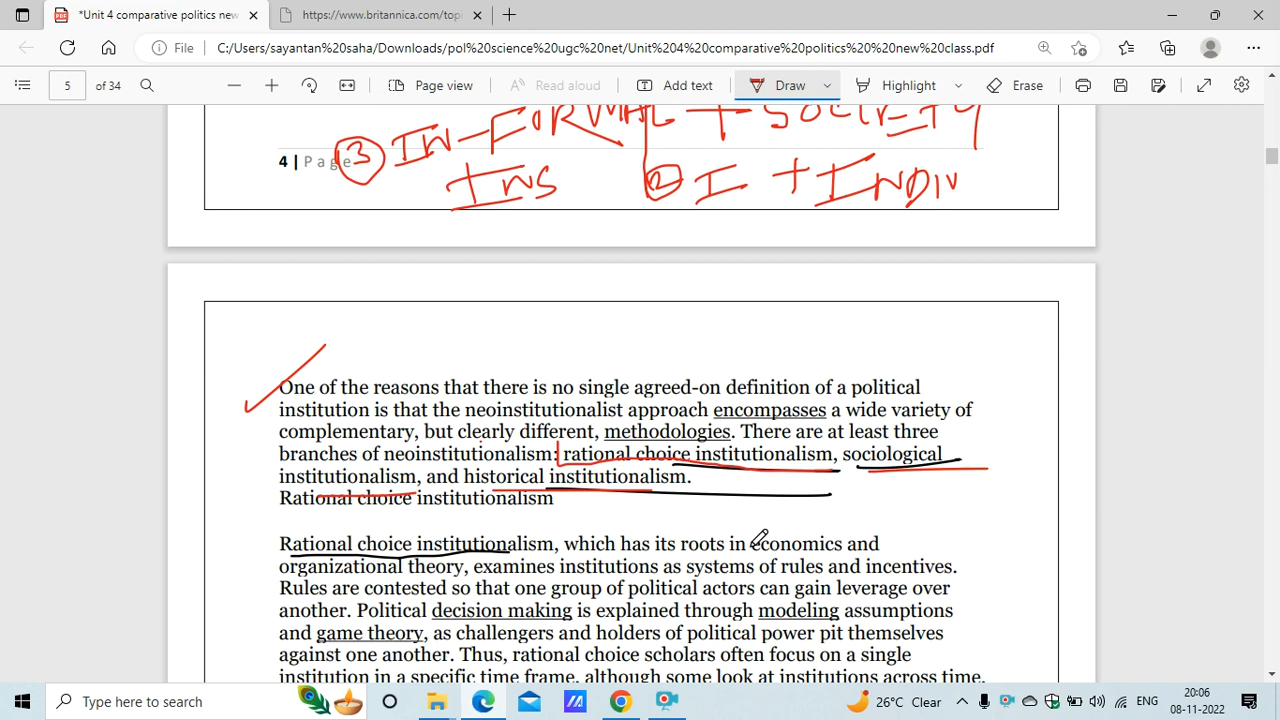 *Unit 4 comparative politics new
https://www.britannica.com/top
File
C:/Users/sayantan%20saha/Downloads/pol%20science%20ugc%20net/Unit%204%20comparative%20politics%20%20new%20class.pdf
5 of 34
Page view
Read aloud
Add text
Draw
Highlight
Erase
③ IN-FORMAL + SOCIETY
4 | Page
INS ② I + INDIV
One of the reasons that there is no single agreed-on definition of a political
institution is that the neoinstitutionalist approach encompasses a wide variety of
complementary, but clearly different, methodologies. There are at least three
branches of neoinstitutionalism: rational choice institutionalism, sociological
institutionalism, and historical institutionalism.
Rational choice institutionalism
Rational choice institutionalism, which has its roots in economics and
organizational theory, examines institutions as systems of rules and incentives.
Rules are contested so that one group of political actors can gain leverage over
another. Political decision making is explained through modeling assumptions
and game theory, as challengers and holders of political power pit themselves
against one another. Thus, rational choice scholars often focus on a single
institution in a specific time frame, although some look at institutions across time.
Type here to search
26°C Clear
ENG
20:06
08-11-2022